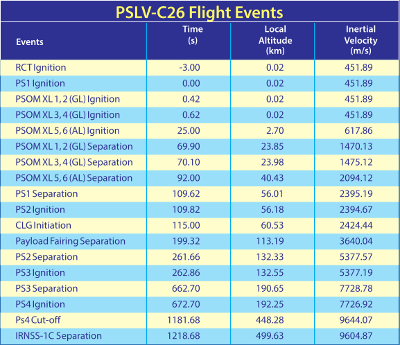 PSLV-C26 Flight Events
Events Time (s) Local Altitude (km) Inertial Velocity (m/s)
RCT Ignition -3.00 0.02 451.89
PS1 Ignition 0.00 0.02 451.89
PSOM XL 1, 2 (GL) Ignition 0.42 0.02 451.89
PSOM XL 3, 4 (GL) Ignition 0.62 0.02 451.89
PSOM XL 5, 6 (AL) Ignition 25.00 2.70 617.86
PSOM XL 1, 2 (GL) Separation 69.90 23.85 1470.13
PSOM XL 3, 4 (GL) Separation 70.10 23.98 1475.12
PSOM XL 5, 6 (AL) Separation 92.00 40.43 2094.12
PS1 Separation 109.62 56.01 2395.19
PS2 Ignition 109.82 56.18 2394.67
CLG Initiation 115.00 60.53 2424.44
Payload Fairing Separation 199.32 113.19 3640.04
PS2 Separation 261.66 132.33 5377.57
PS3 Ignition 262.86 132.55 5377.19
PS3 Separation 662.70 190.65 7728.78
PS4 Ignition 672.70 192.25 7726.92
Ps4 Cut-off 1181.68 448.28 9644.07
IRNSS-1C Separation 1218.68 499.63 9604.87